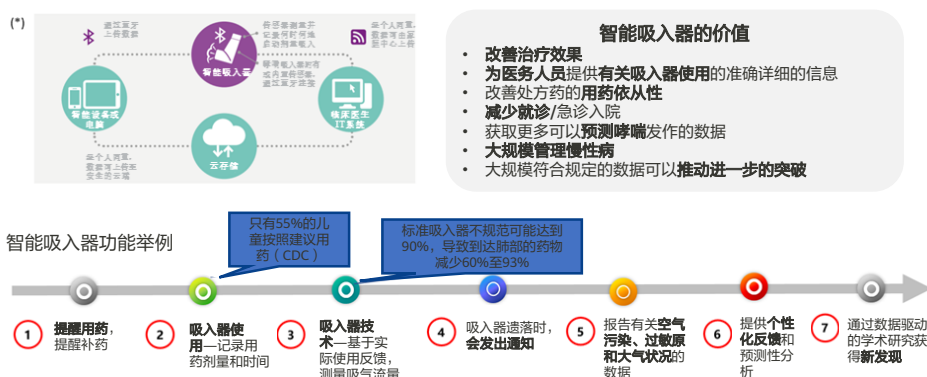 (*)
通过蓝牙
上传数据
智能吸入器
智能设备或
电脑
临床医生
IT系统
云存储
智能吸入器的价值
• 改善治疗效果
• 为医务人员提供有关吸入器使用的准确详细的信息
• 改善处方药的用药依从性
• 减少就诊/急诊入院
• 获取更多可以预测哮喘发作的数据
• 大规模管理慢性病
• 大规模符合规定的数据可以推动进一步的突破
智能吸入器功能举例
只有55%的儿
童按照建议用
药（CDC）
标准吸入器不规范可能达到
90%，导致到达肺部的药物
减少60%至93%
1
提醒用药，
提醒补药
2
吸入器使
用—记录用
药剂量和时间
3
吸入器技
术—基于实
际使用反馈，
测量吸气流量
4
吸入器遗落时，
会发出通知
5
报告有关空气
污染、过敏原
和大气状况的
数据
6
提供个性
化反馈和
预测性分
析
7
通过数据驱动
的学术研究获
得新发现